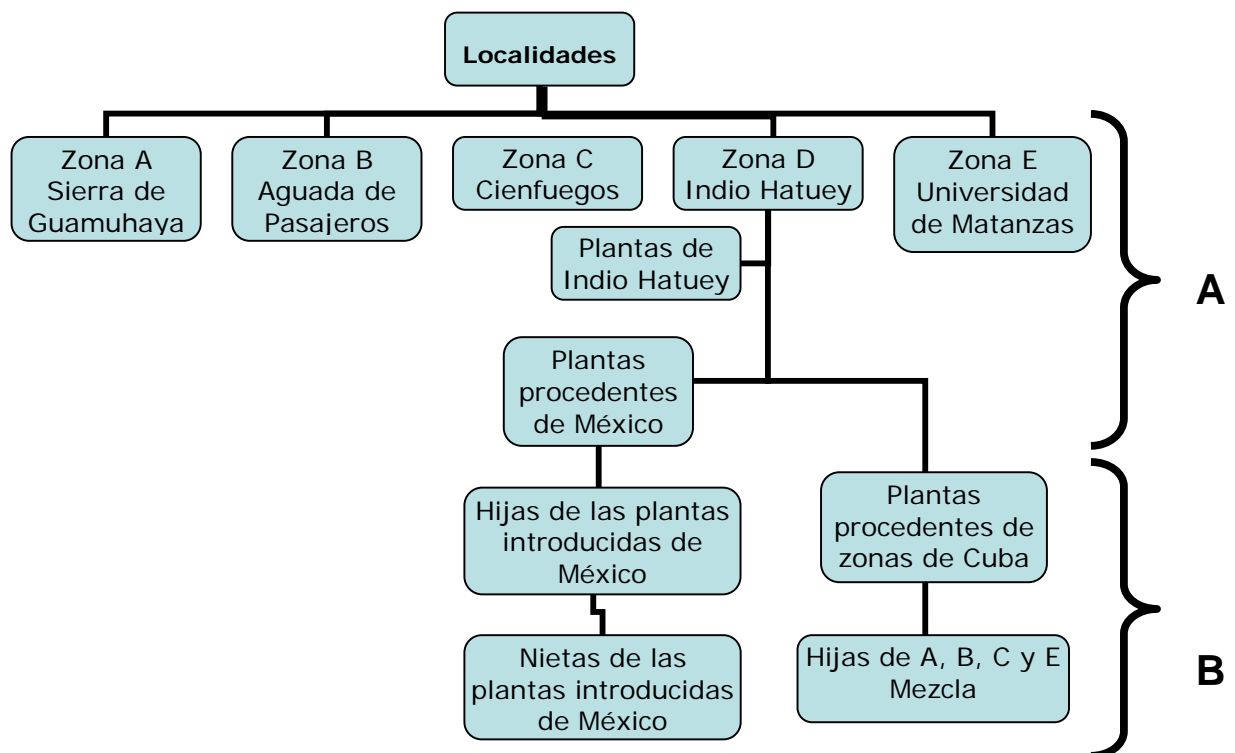 Localidades
Zona A
Sierra de
Guamuhaya
Zona B
Aguada de
Pasajeros
Zona C
Cienfuegos
Zona D
Indio Hatuey
Zona E
Universidad
de Matanzas
Plantas de
Indio Hatuey
A
Plantas
procedentes
de México
Hijas de las plantas
introducidas de
México
Plantas
procedentes de
zonas de Cuba
Nietas de las
plantas introducidas
de México
Hijas de A, B, C y E
Mezcla
B